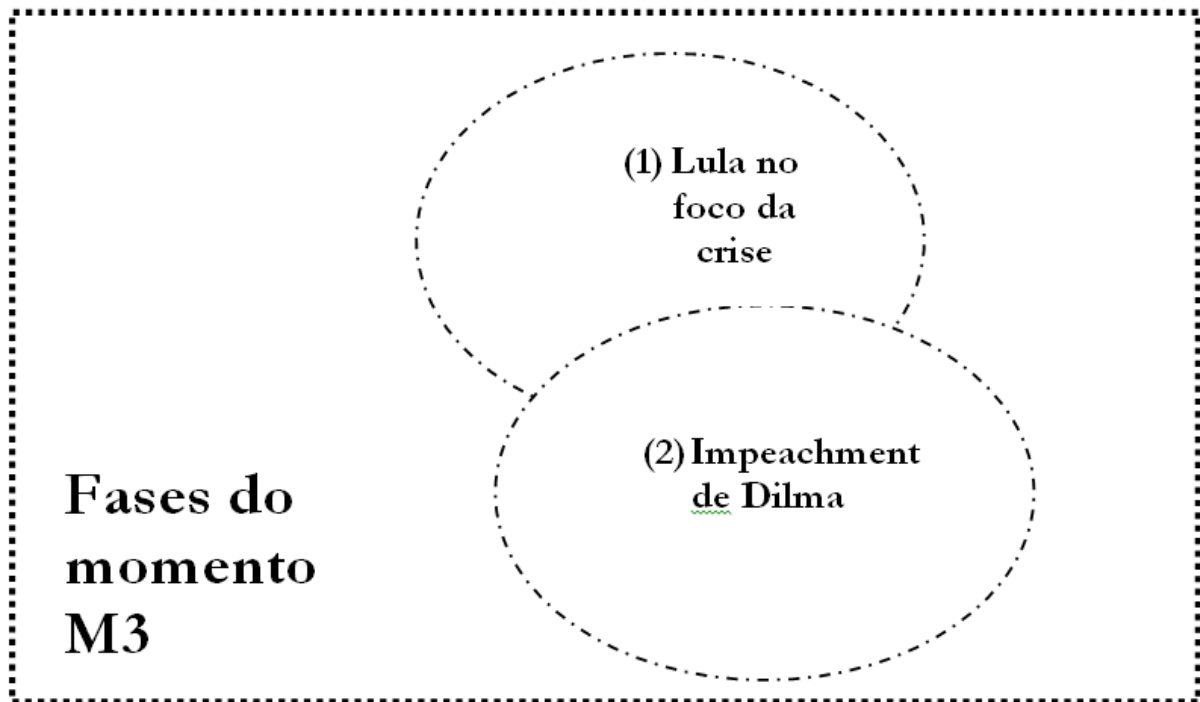 (1) Lula no
foco da
crise
(2) Impeachment
de Dilma
Fases do
momento
M3